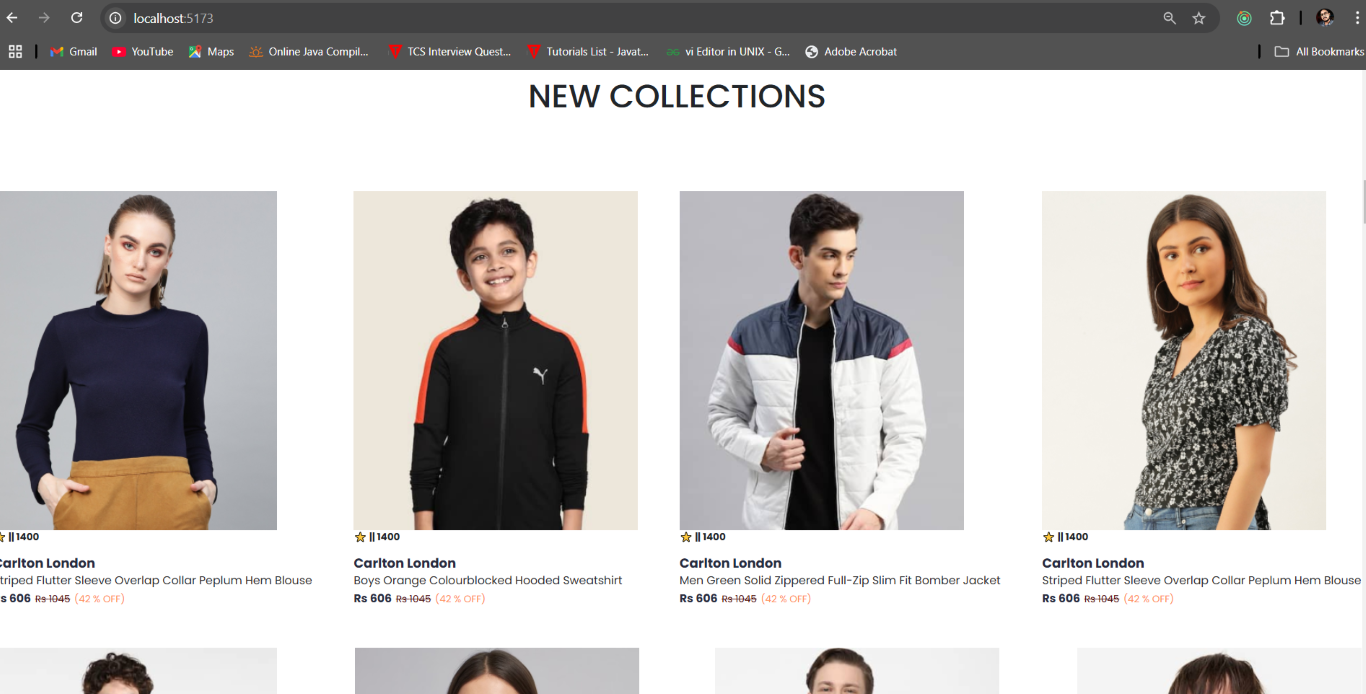 localhost:5173
Gmail YouTube Maps Online Java Compil... TCS Interview Quest... Tutorials List - Javat... vi Editor in UNIX - G... Adobe Acrobat All Bookmarks
NEW COLLECTIONS
|| 1400 || 1400 || 1400 || 1400
Carlton London Carlton London Carlton London Carlton London
triped Flutter Sleeve Overlap Collar Peplum Hem Blouse Boys Orange Colourblocked Hooded Sweatshirt Men Green Solid Zippered Full-Zip Slim Fit Bomber Jacket Striped Flutter Sleeve Overlap Collar Peplum Hem Blouse
s 606 Rs 1045 (42 % OFF) Rs 606 Rs 1045 (42 % OFF) Rs 606 Rs 1045 (42 % OFF) Rs 606 Rs 1045 (42 % OFF)